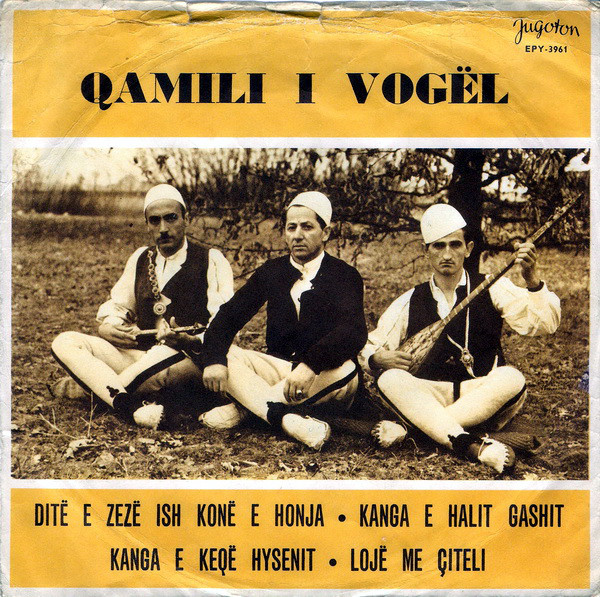 Jugoton
EPY-3961
QAMILI I VOGËL
DITË E ZEZË ISH KONË E HONJA • KANGA E HALIT GASHIT
KANGA E KEQË HYSENIT • LOJË ME ÇITELI